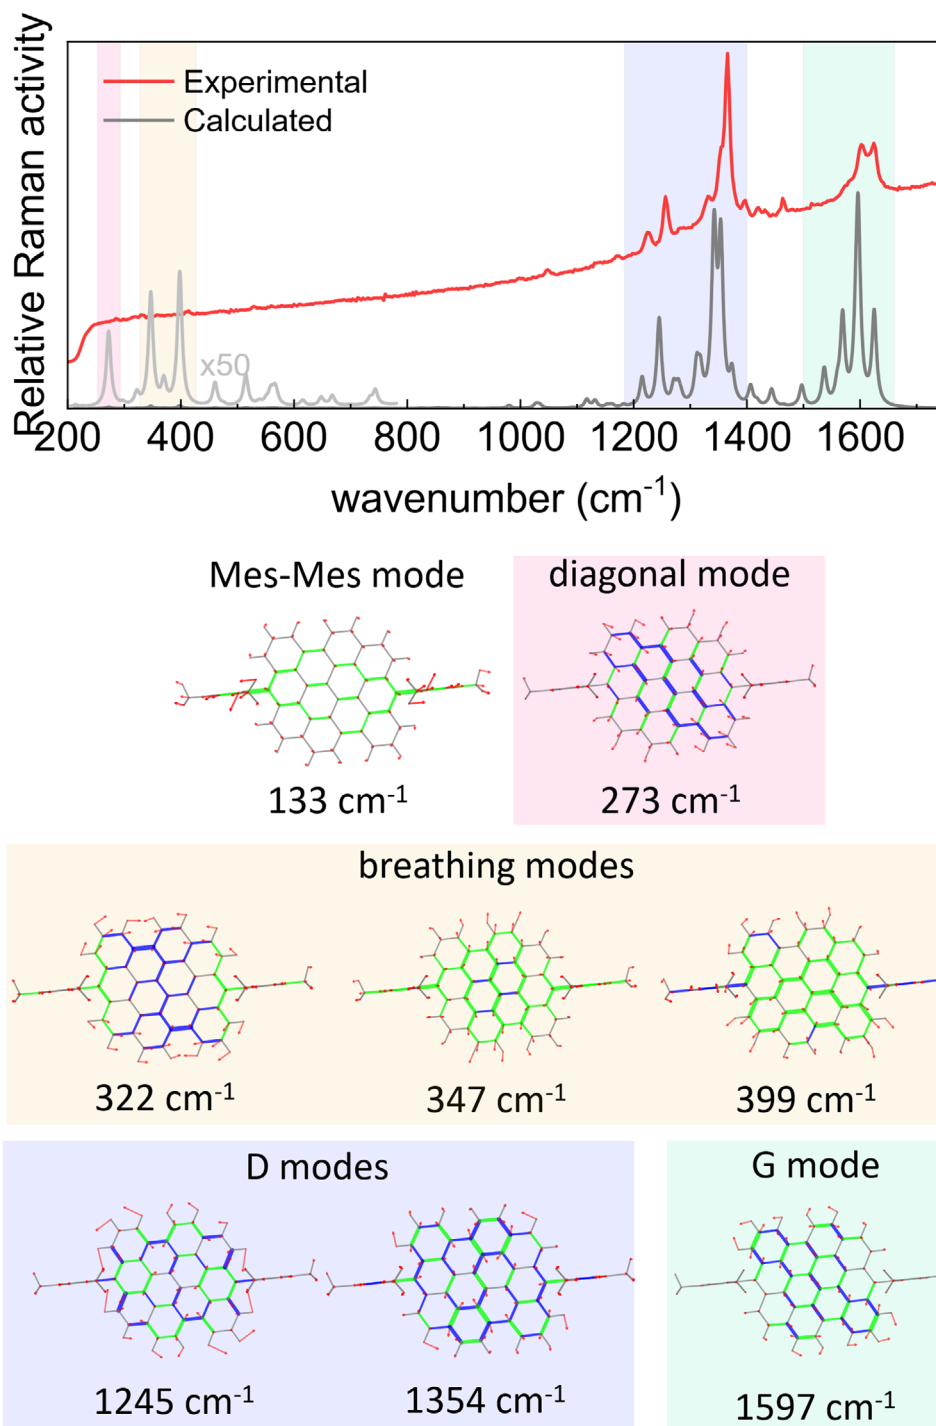 Relative Raman activity
Experimental
Calculated
x50
200 400 600 800 1000 1200 1400 1600
wavenumber (cm⁻¹)
Mes-Mes mode diagonal mode
133 cm⁻¹ 273 cm⁻¹
breathing modes
322 cm⁻¹ 347 cm⁻¹ 399 cm⁻¹
D modes G mode
1245 cm⁻¹ 1354 cm⁻¹ 1597 cm⁻¹